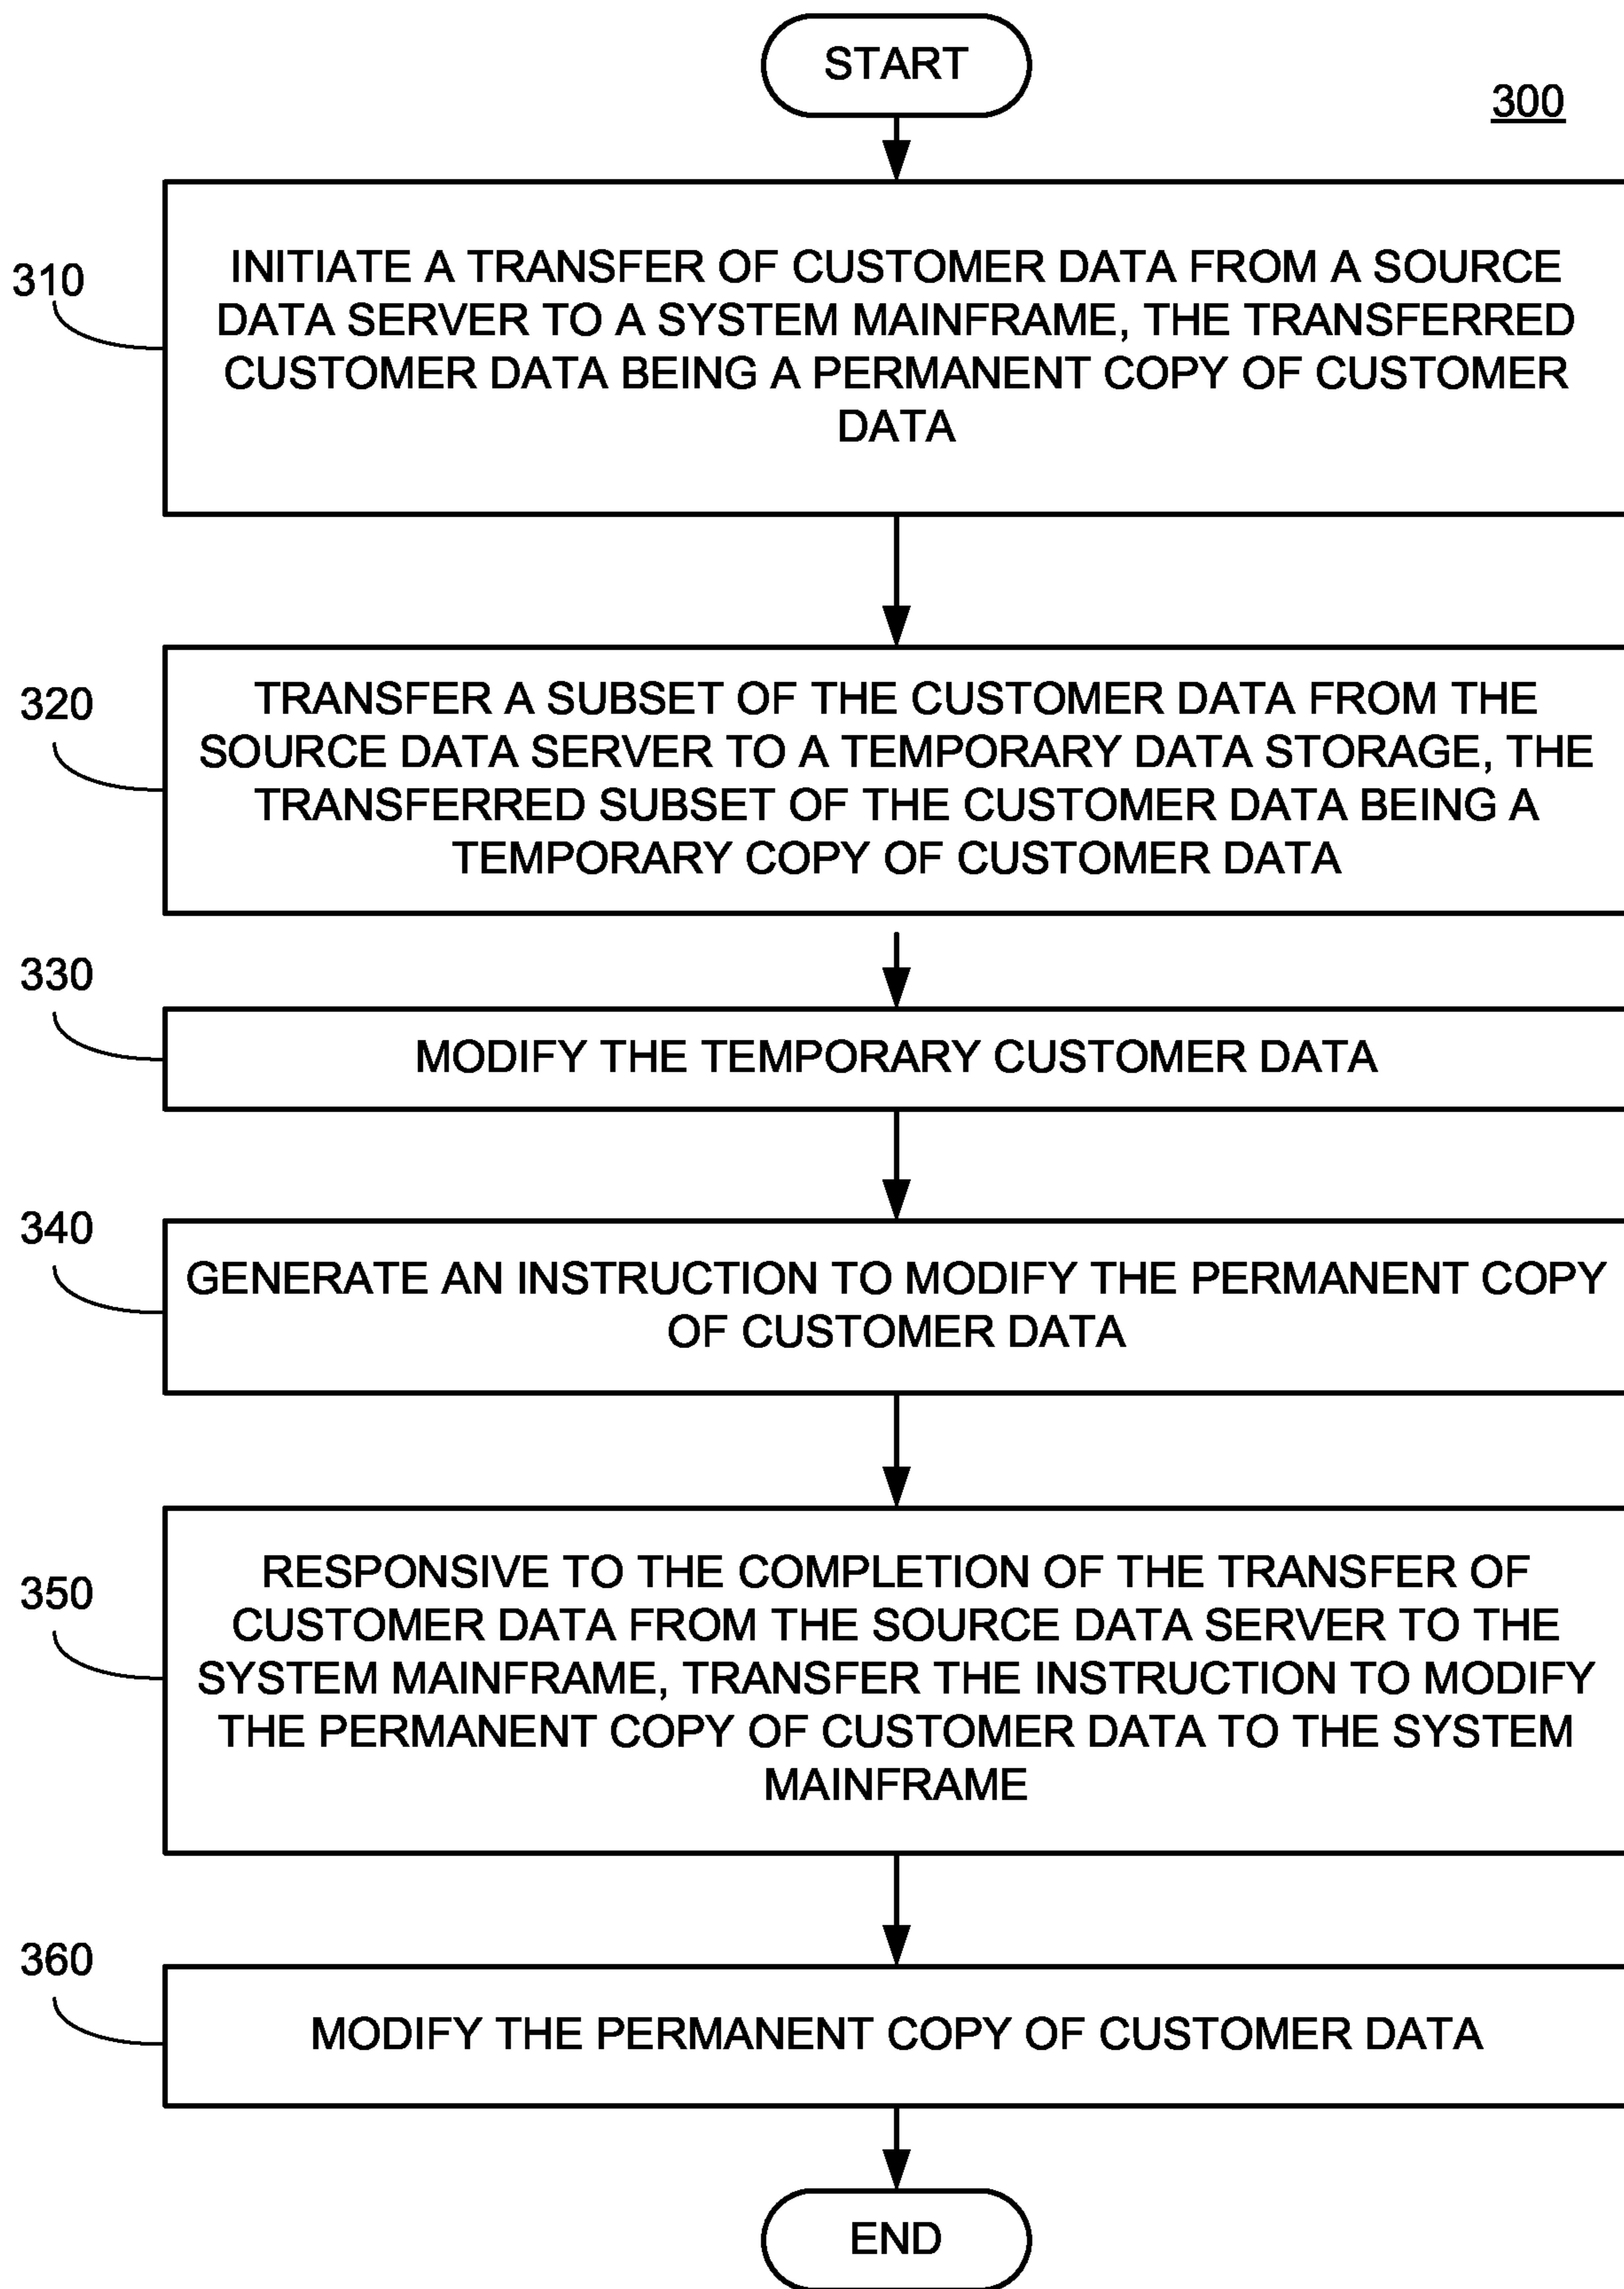 START
300
310
INITIATE A TRANSFER OF CUSTOMER DATA FROM A SOURCE
DATA SERVER TO A SYSTEM MAINFRAME, THE TRANSFERRED
CUSTOMER DATA BEING A PERMANENT COPY OF CUSTOMER
DATA
320
TRANSFER A SUBSET OF THE CUSTOMER DATA FROM THE
SOURCE DATA SERVER TO A TEMPORARY DATA STORAGE, THE
TRANSFERRED SUBSET OF THE CUSTOMER DATA BEING A
TEMPORARY COPY OF CUSTOMER DATA
330
MODIFY THE TEMPORARY CUSTOMER DATA
340
GENERATE AN INSTRUCTION TO MODIFY THE PERMANENT COPY
OF CUSTOMER DATA
350
RESPONSIVE TO THE COMPLETION OF THE TRANSFER OF
CUSTOMER DATA FROM THE SOURCE DATA SERVER TO THE
SYSTEM MAINFRAME, TRANSFER THE INSTRUCTION TO MODIFY
THE PERMANENT COPY OF CUSTOMER DATA TO THE SYSTEM
MAINFRAME
360
MODIFY THE PERMANENT COPY OF CUSTOMER DATA
END